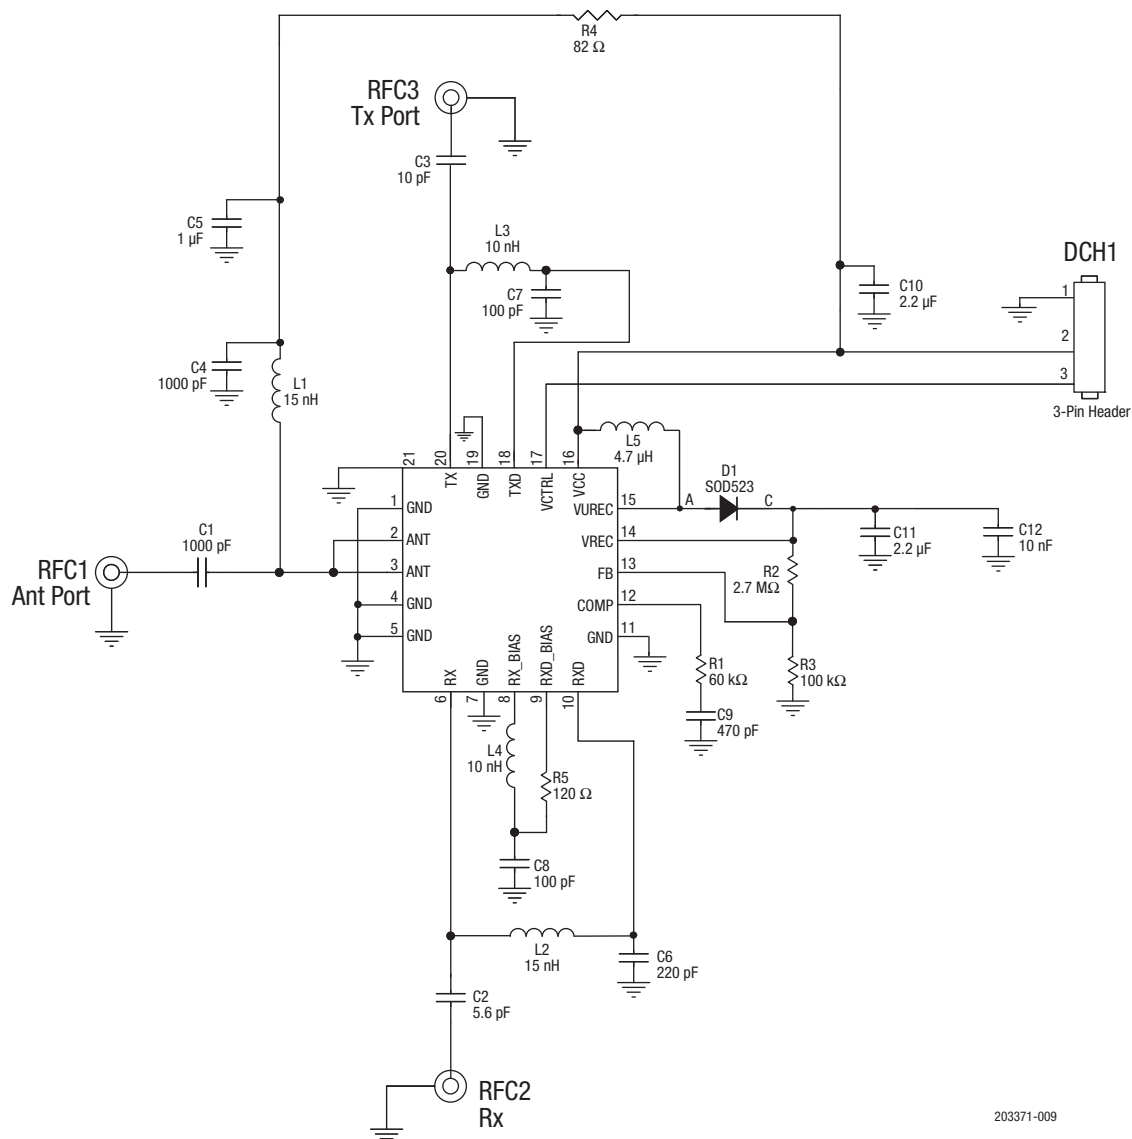 R4
82 Ω
RFC3
Tx Port
C3
10 pF
C5
1 µF
L3
10 nH
C7
100 pF
DCH1
C10
2.2 µF
1
2
3
3-Pin Header
C4
1000 pF
L1
15 nH
L5
4.7 µH
21
20
19
18
17
16
TX
GND
TXD
VCTRL
VCC
D1
SOD523
A
C
1
GND
2
ANT
3
ANT
4
GND
5
GND
15
VUREC
14
VREC
13
FB
12
COMP
11
GND
C1
1000 pF
RFC1
Ant Port
C11
2.2 µF
C12
10 nF
R2
2.7 MΩ
R3
100 kΩ
R1
60 kΩ
C9
470 pF
RX
GND
RX_BIAS
RXD_BIAS
RXD
6
7
8
9
10
L4
10 nH
R5
120 Ω
C8
100 pF
L2
15 nH
C6
220 pF
C2
5.6 pF
RFC2
Rx
203371-009